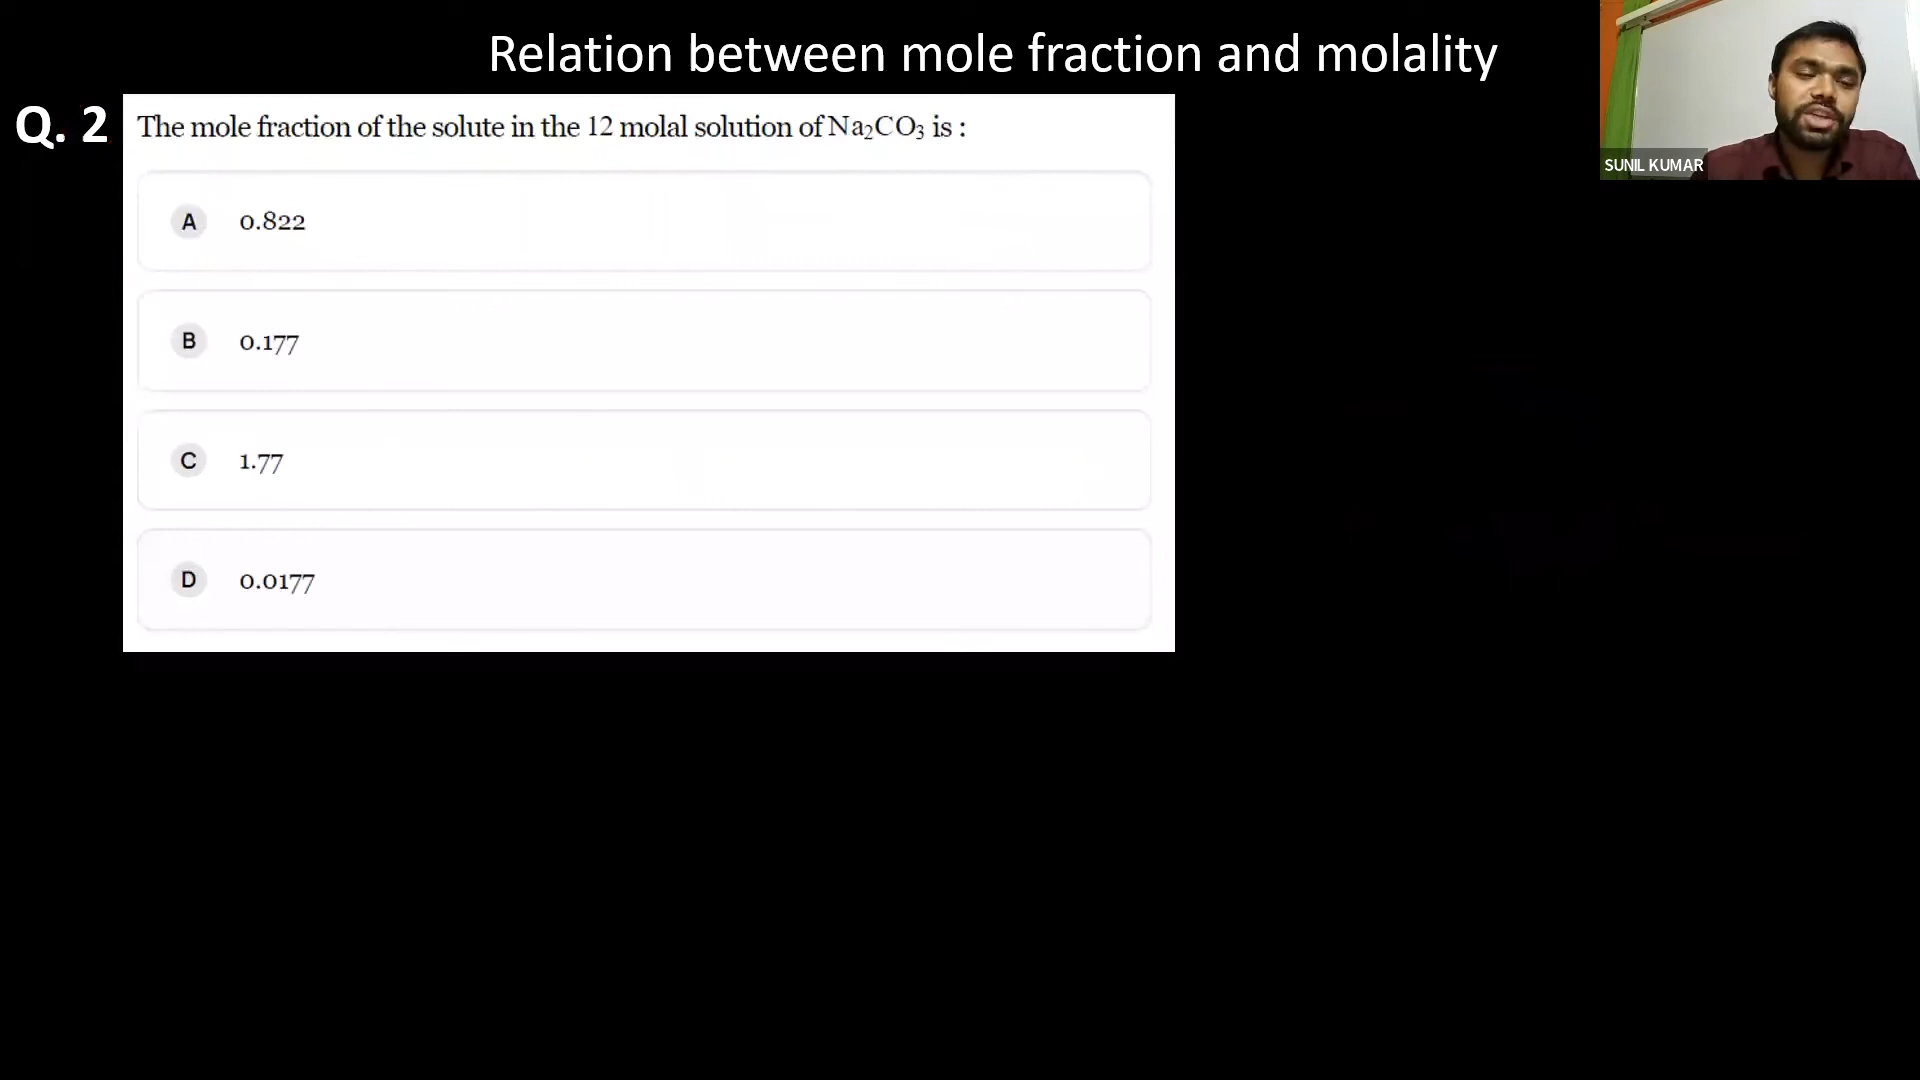 Relation between mole fraction and molality
Q. 2 The mole fraction of the solute in the 12 molal solution of Na₂CO₃ is :
A 0.822
B 0.177
C 1.77
D 0.0177
SUNIL KUMAR